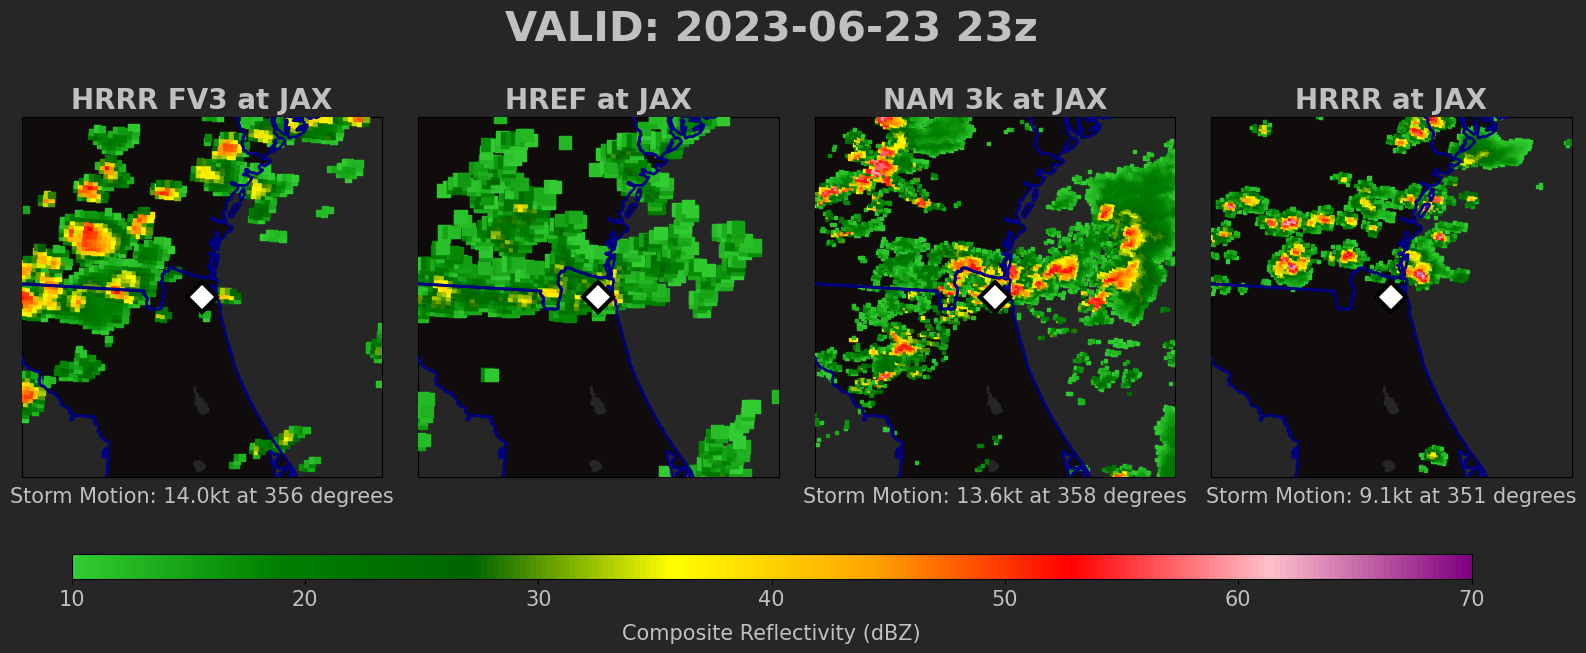 VALID: 2023-06-23 23z
HRRR FV3 at JAX
HREF at JAX
NAM 3k at JAX
HRRR at JAX
Storm Motion: 14.0kt at 356 degrees
Storm Motion: 13.6kt at 358 degrees
Storm Motion: 9.1kt at 351 degrees
10 20 30 40 50 60 70
Composite Reflectivity (dBZ)